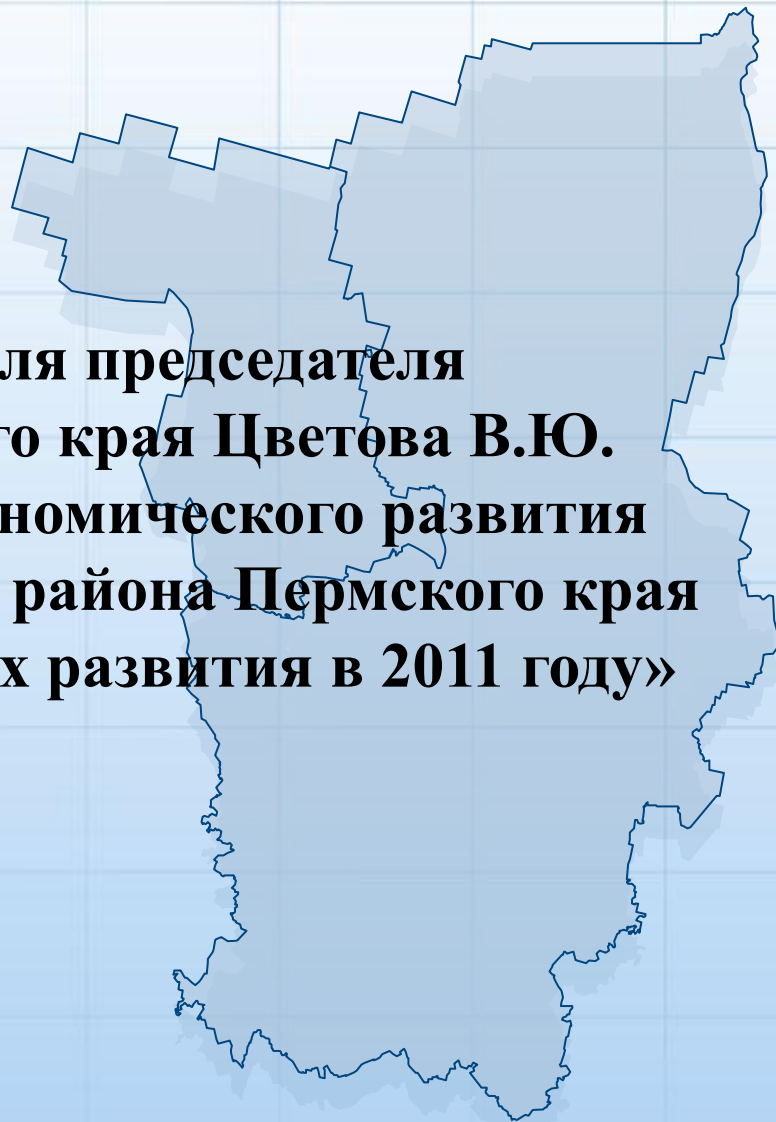 ля председателя
го края Цветова В.Ю.
номического развития
района Пермского края
х развития в 2011 году»